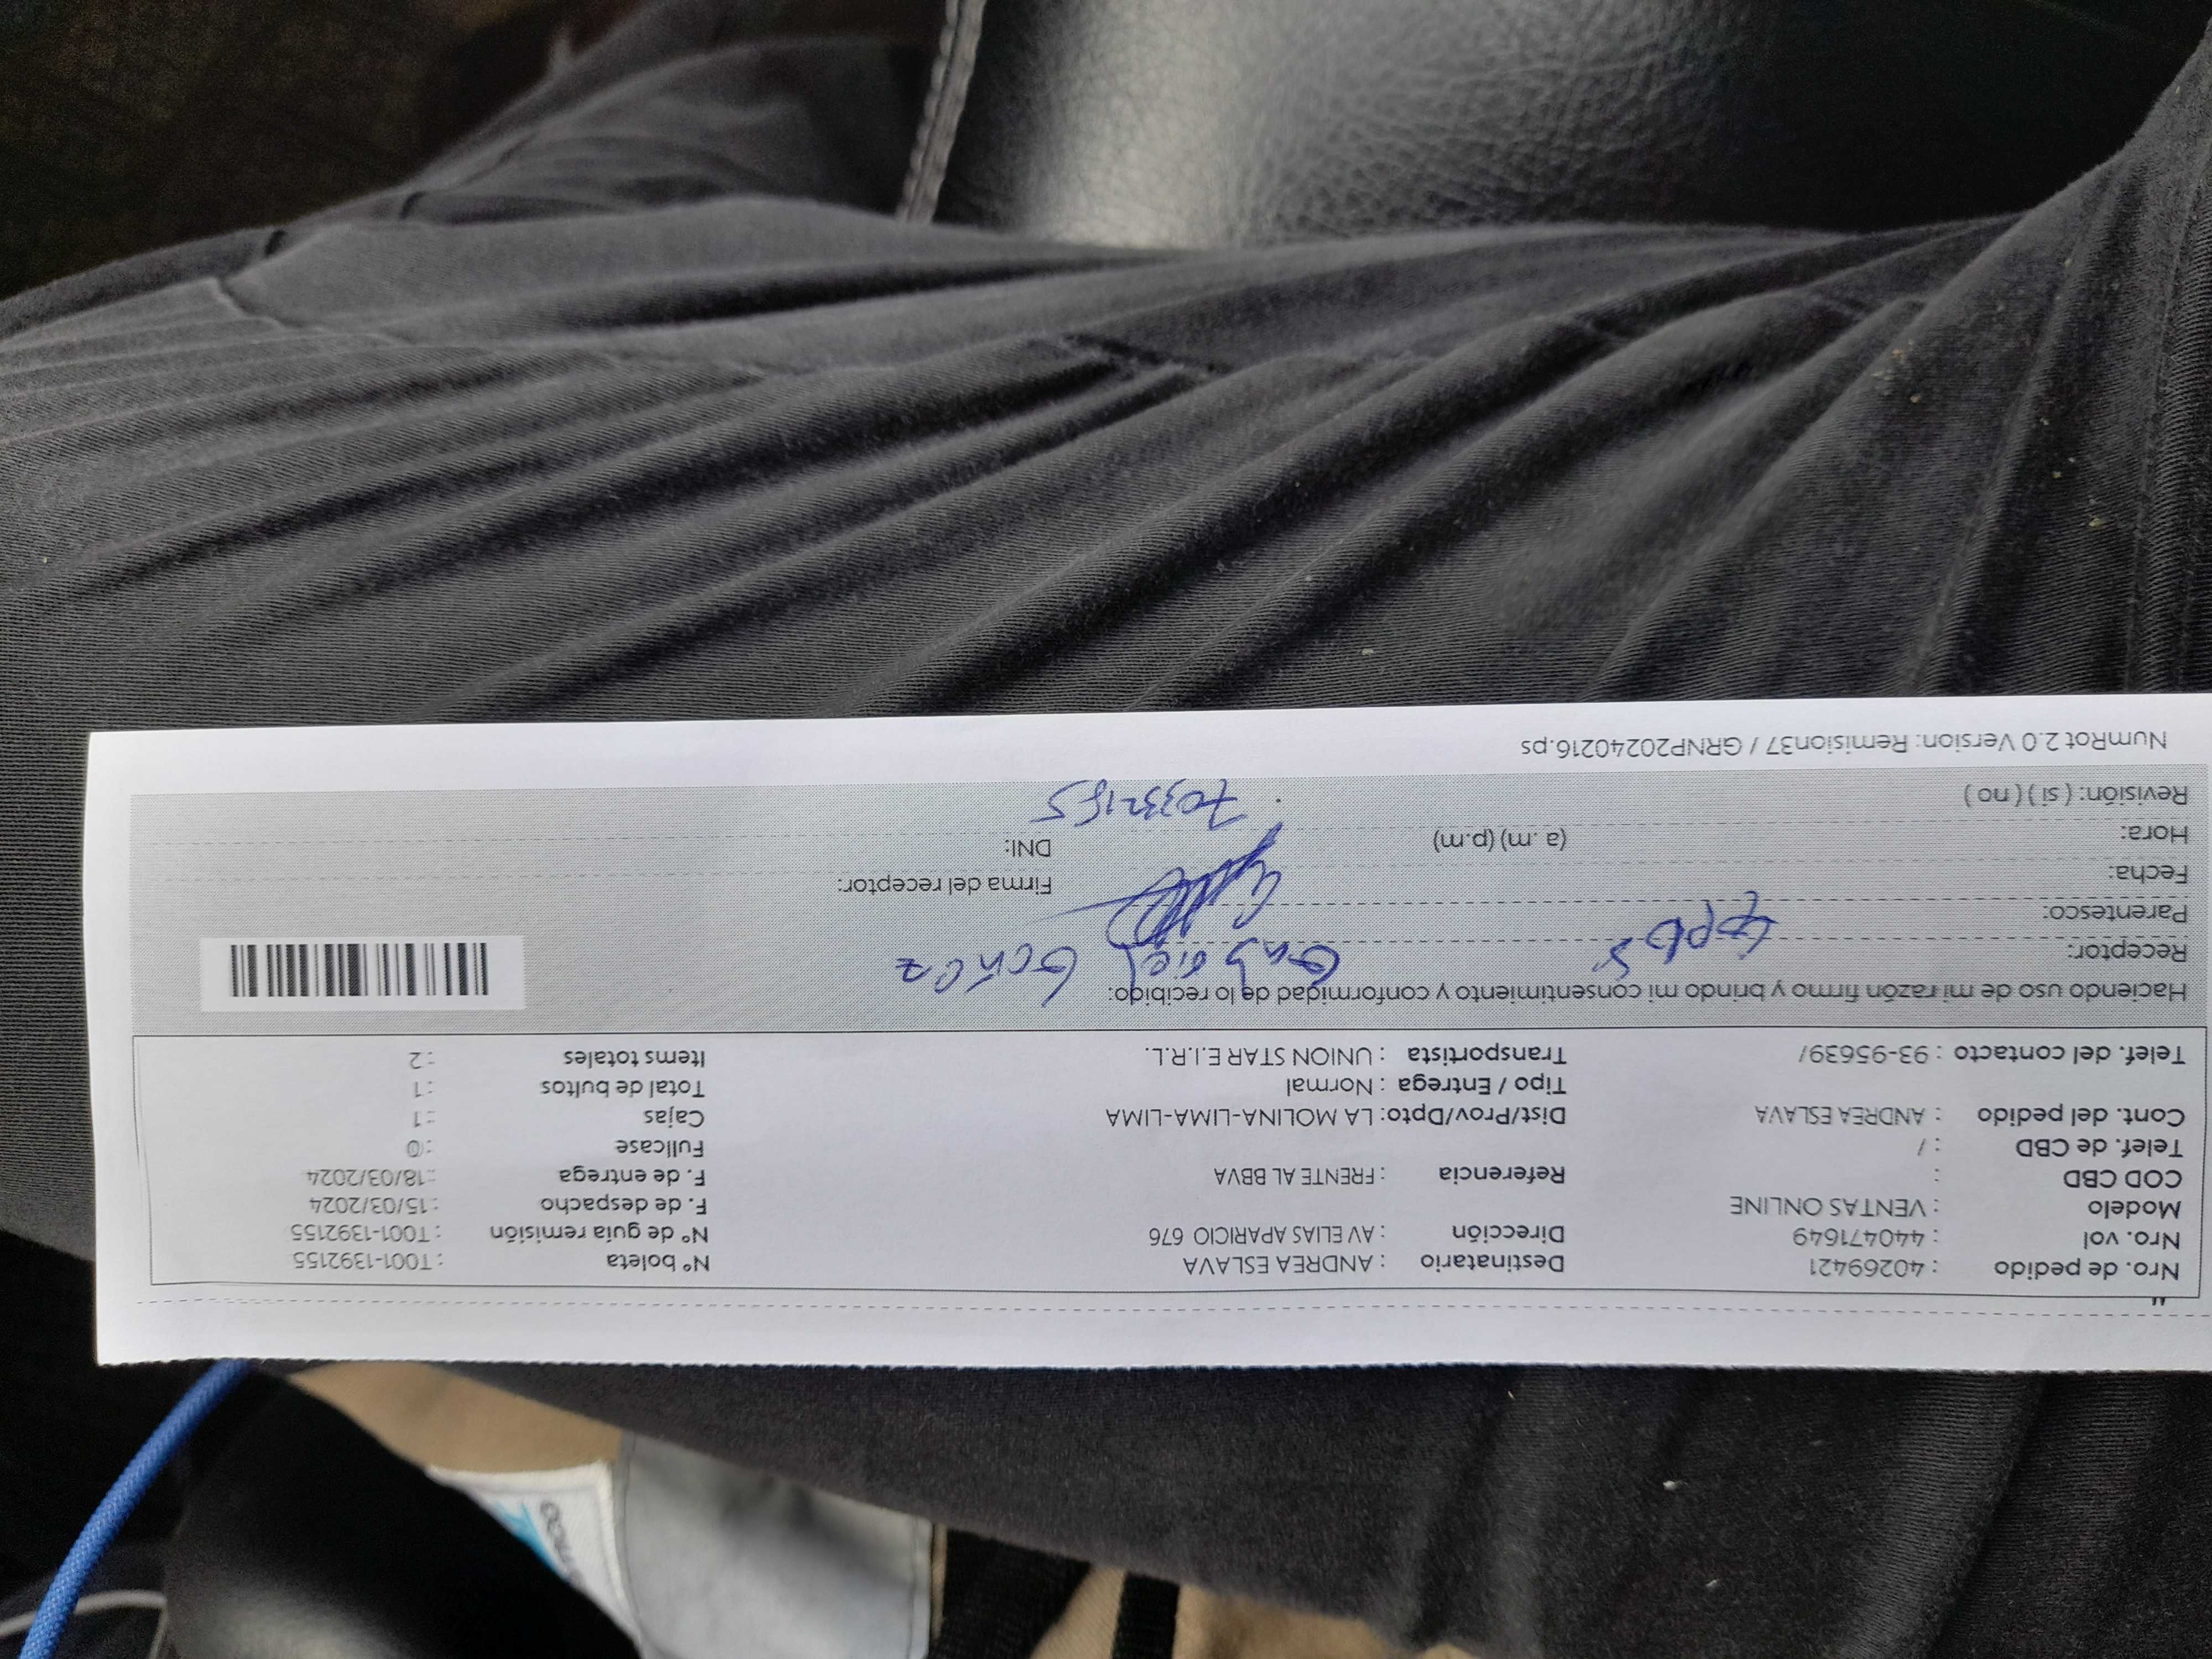 Nro. de pedido : 40269421 Destinatario : ANDREA ESLAVA N° boleta : T001-1392155
Nro. vol : 440471649 Dirección : AV ELIAS APARICIO 676 N° de guía remisión : T001-1392155
Modelo : VENTAS ONLINE F. de despacho : 15/03/2024
COD CBD : Referencia : FRENTE AL BBVA F. de entrega : 18/03/2024
Telef. de CBD : / Fullcase : 0
Cont. del pedido : ANDREA ESLAVA Dist/Prov/Dpto: LA MOLINA-LIMA-LIMA Cajas : 1
Tipo / Entrega : Normal Total de bultos : 1
Telef. del contacto : 93-95639/ Transportista : UNION STAR E.I.R.L. Items totales : 2
Haciendo uso de mi razón firmo y brindo mi consentimiento y conformidad de lo recibido:
Receptor: Gabriel
Parentesco:
Fecha: Firma del receptor:
Hora: (a .m) (p.m) DNI:
Revisión: ( si ) ( no )
NumRot 2.0 Version: Remision37 / GRNP20240216.ps